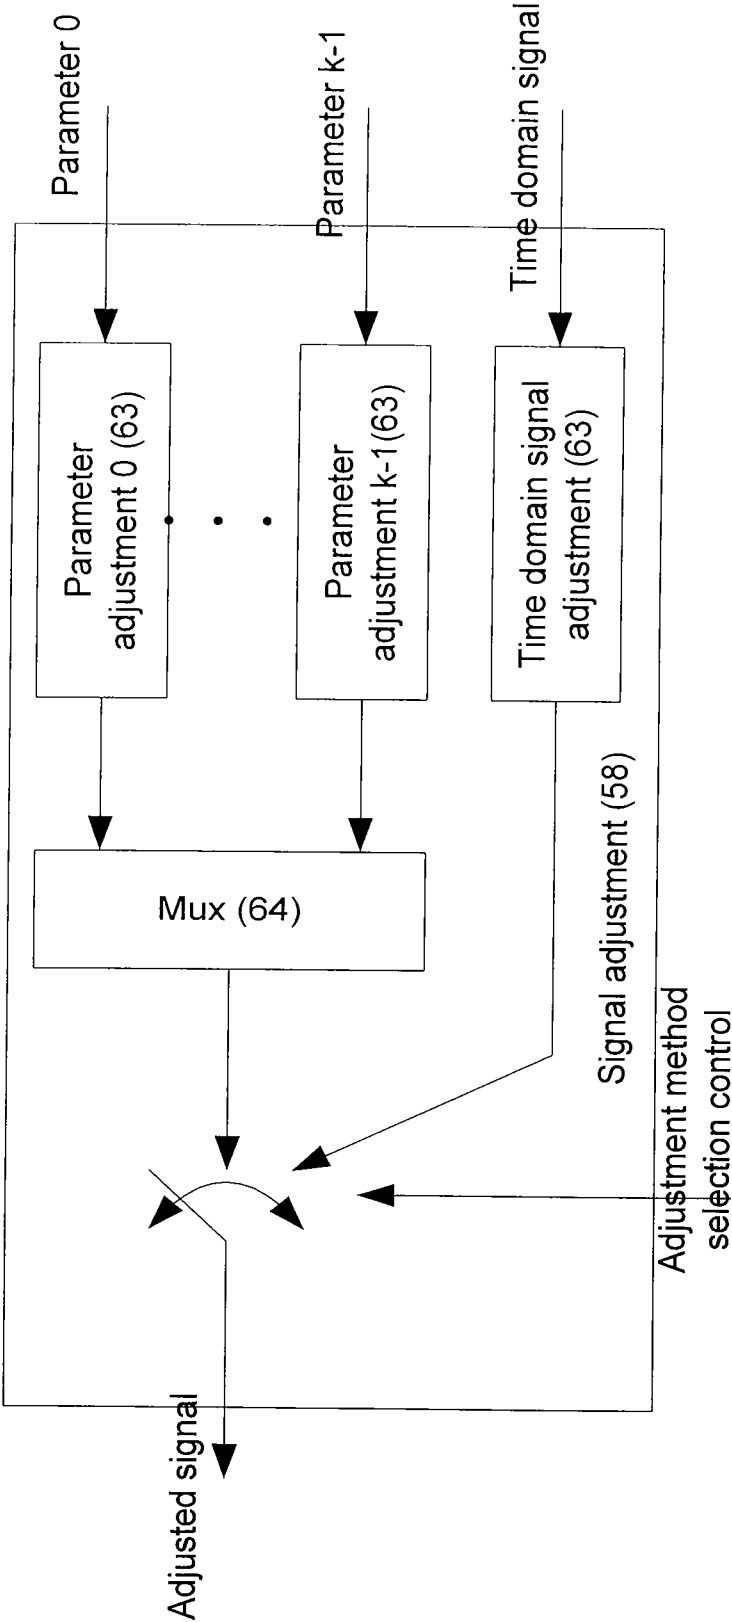 Parameter 0
Parameter k-1
Time domain signal
Parameter
adjustment 0 (63)
Parameter
adjustment k-1(63)
Time domain signal
adjustment (63)
Mux (64)
Signal adjustment (58)
Adjustment method
selection control
Adjusted signal